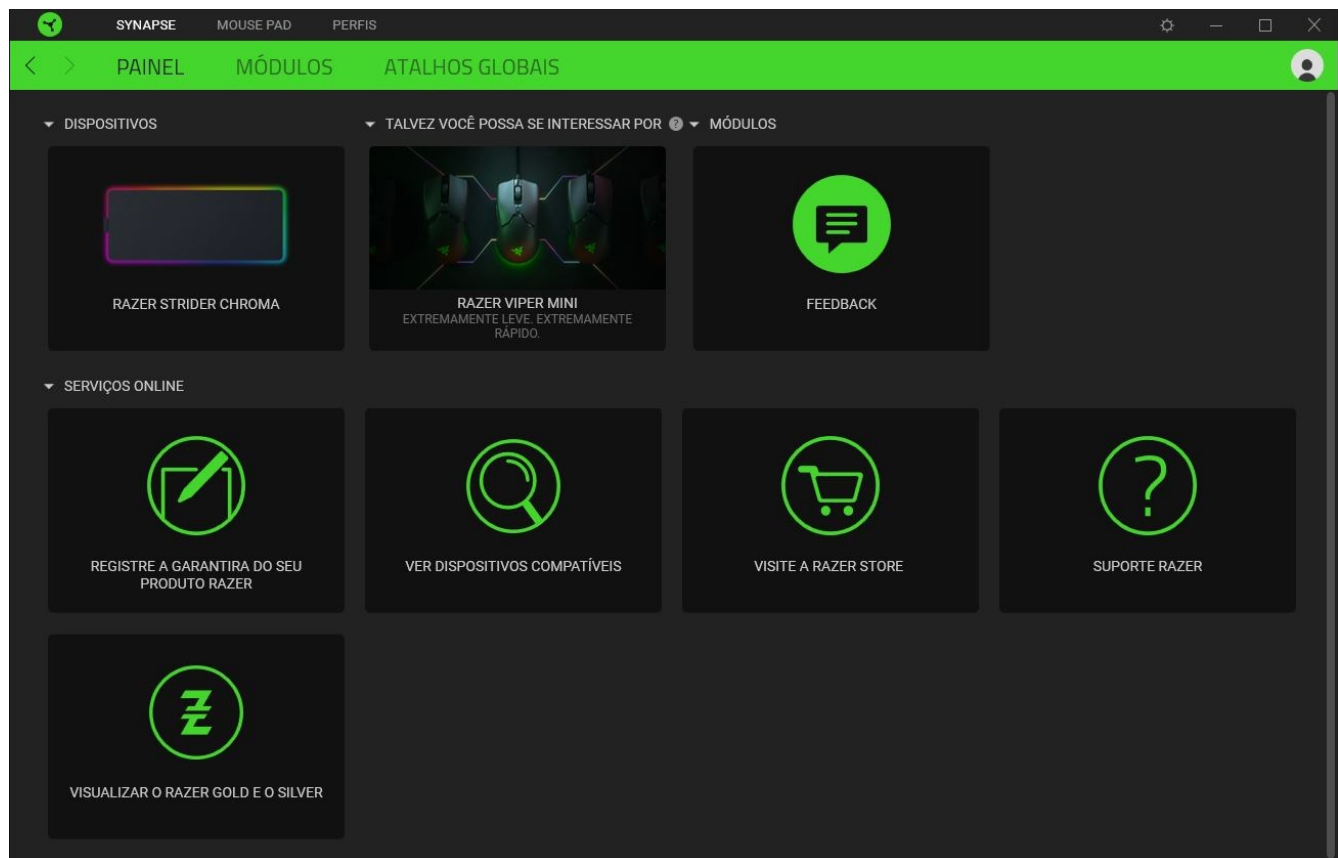 SYNAPSE MOUSE PAD PERFIS
PAINEL MÓDULOS ATALHOS GLOBAIS
DISPOSITIVOS
TALVEZ VOCÊ POSSA SE INTERESSAR POR ?
MÓDULOS
RAZER STRIDER CHROMA
RAZER VIPER MINI
EXTREMAMENTE LEVE. EXTREMAMENTE
RÁPIDO.
FEEDBACK
SERVIÇOS ONLINE
REGISTRE A GARANTIRA DO SEU
PRODUTO RAZER
VER DISPOSITIVOS COMPATÍVEIS
VISITE A RAZER STORE
SUPORTE RAZER
VISUALIZAR O RAZER GOLD E O SILVER